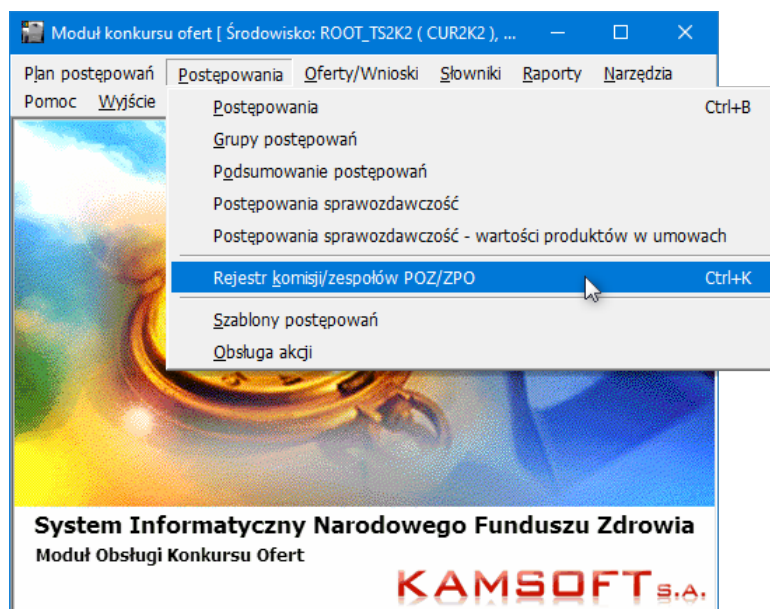 Moduł konkursu ofert [ Środowisko: ROOT_TS2K2 ( CUR2K2 ), ...
Plan postępowań Postępowania Oferty/Wnioski Słowniki Raporty Narzędzia
Pomoc Wyjście
Postępowania Ctrl+B
Grupy postępowań
Podsumowanie postępowań
Postępowania sprawozdawczość
Postępowania sprawozdawczość - wartości produktów w umowach
Rejestr komisji/zespołów POZ/ZPO Ctrl+K
Szablony postępowań
Obsługa akcji
System Informatyczny Narodowego Funduszu Zdrowia
Moduł Obsługi Konkursu Ofert
KAMSOFT S.A.